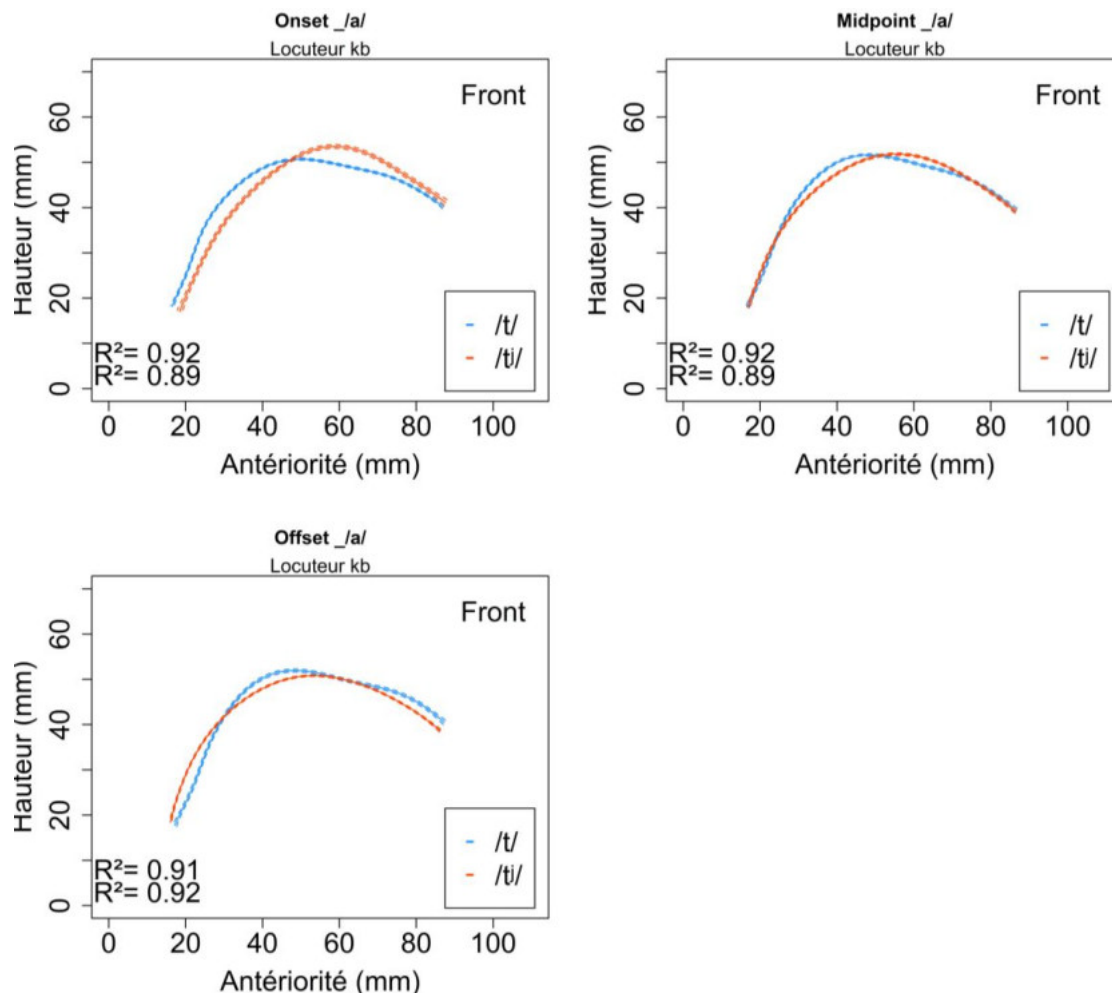 Onset _/a/
Locuteur kb
Front
Hauteur (mm)
60
40
20
0
/t/
/tʲ/
R²= 0.92
R²= 0.89
0 20 40 60 80 100
Antériorité (mm)
Midpoint _/a/
Locuteur kb
Front
Hauteur (mm)
60
40
20
0
/t/
/tʲ/
R²= 0.92
R²= 0.89
0 20 40 60 80 100
Antériorité (mm)
Offset _/a/
Locuteur kb
Front
Hauteur (mm)
60
40
20
0
/t/
/tʲ/
R²= 0.91
R²= 0.92
0 20 40 60 80 100
Antériorité (mm)